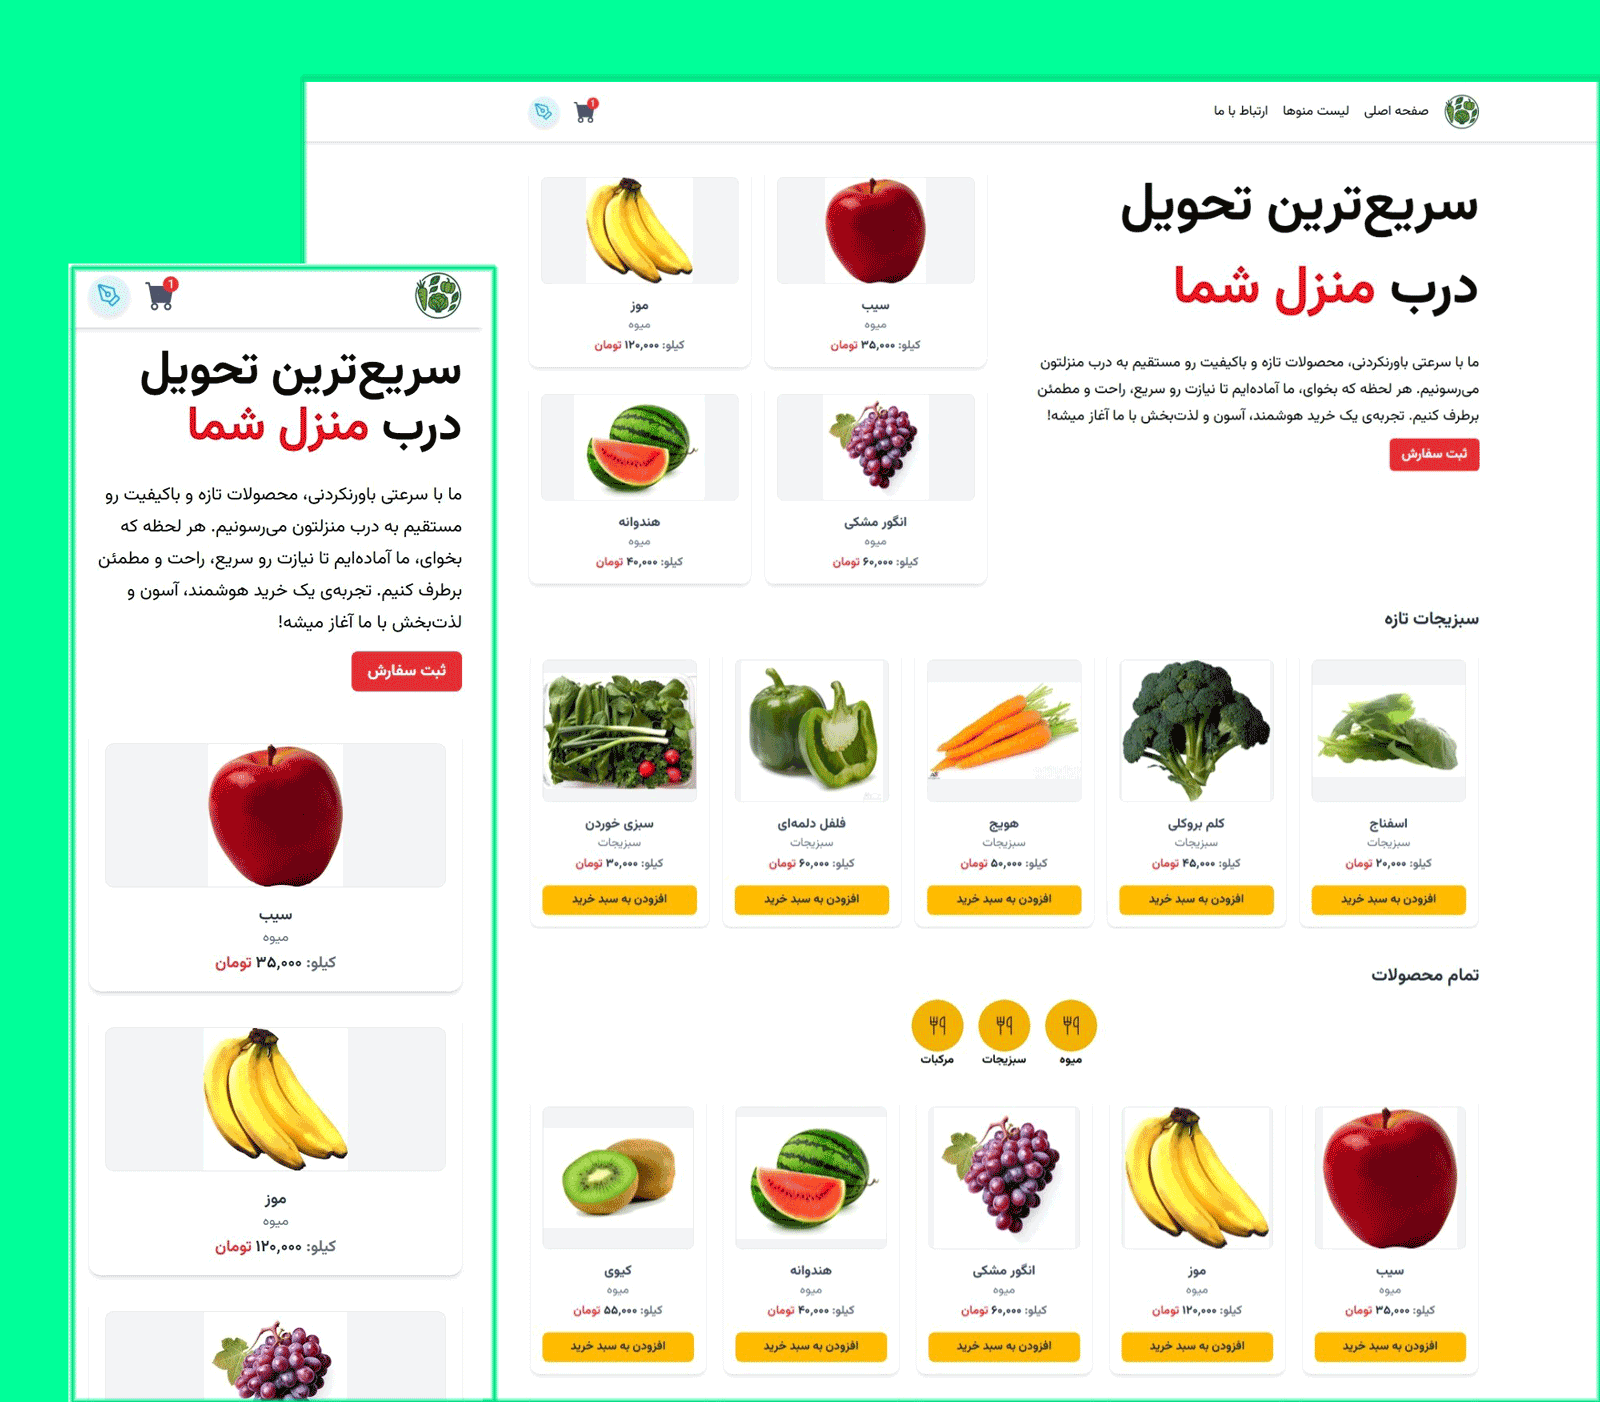 صفحه اصلی
لیست منوها
ارتباط با ما
1
سریع‌ترین تحویل
درب منزل شما
ما با سرعتی باورنکردنی، محصولات تازه و باکیفیت رو مستقیم به درب منزلتون
می‌رسونیم. هر لحظه که بخوای، ما آماده‌ایم تا نیازت رو سریع، راحت و مطمئن
برطرف کنیم. تجربه‌ی یک خرید هوشمند، آسون و لذت‌بخش با ما آغاز میشه!
ثبت سفارش
سیب
میوه
کیلو: ۳۵,۰۰۰ تومان
موز
میوه
کیلو: ۱۲۰,۰۰۰ تومان
انگور مشکی
میوه
کیلو: ۶۰,۰۰۰ تومان
هندوانه
میوه
کیلو: ۴۰,۰۰۰ تومان
سبزیجات تازه
اسفناج
سبزیجات
کیلو: ۲۰,۰۰۰ تومان
افزودن به سبد خرید
کلم بروکلی
سبزیجات
کیلو: ۴۵,۰۰۰ تومان
افزودن به سبد خرید
هویج
سبزیجات
کیلو: ۵۰,۰۰۰ تومان
افزودن به سبد خرید
فلفل دلمه‌ای
سبزیجات
کیلو: ۶۰,۰۰۰ تومان
افزودن به سبد خرید
سبزی خوردن
سبزیجات
کیلو: ۳۰,۰۰۰ تومان
افزودن به سبد خرید
تمام محصولات
میوه
سبزیجات
مرکبات
سیب
میوه
کیلو: ۳۵,۰۰۰ تومان
افزودن به سبد خرید
موز
میوه
کیلو: ۱۲۰,۰۰۰ تومان
افزودن به سبد خرید
انگور مشکی
میوه
کیلو: ۶۰,۰۰۰ تومان
افزودن به سبد خرید
هندوانه
میوه
کیلو: ۴۰,۰۰۰ تومان
افزودن به سبد خرید
کیوی
میوه
کیلو: ۵۵,۰۰۰ تومان
افزودن به سبد خرید
1
سریع‌ترین تحویل
درب منزل شما
ما با سرعتی باورنکردنی، محصولات تازه و باکیفیت رو
مستقیم به درب منزلتون می‌رسونیم. هر لحظه که
بخوای، ما آماده‌ایم تا نیازت رو سریع، راحت و مطمئن
برطرف کنیم. تجربه‌ی یک خرید هوشمند، آسون و
لذت‌بخش با ما آغاز میشه!
ثبت سفارش
سیب
میوه
کیلو: ۳۵,۰۰۰ تومان
موز
میوه
کیلو: ۱۲۰,۰۰۰ تومان